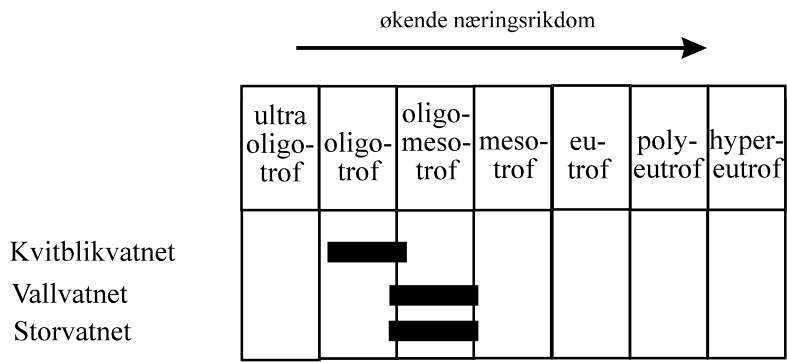 økende næringsrikdom
ultra
oligo-
trof
oligo-
trof
oligo-
meso-
trof
meso-
trof
eu-
trof
poly-
eutrof
hyper-
eutrof
Kvitblikvatnet
Vallvatnet
Storvatnet